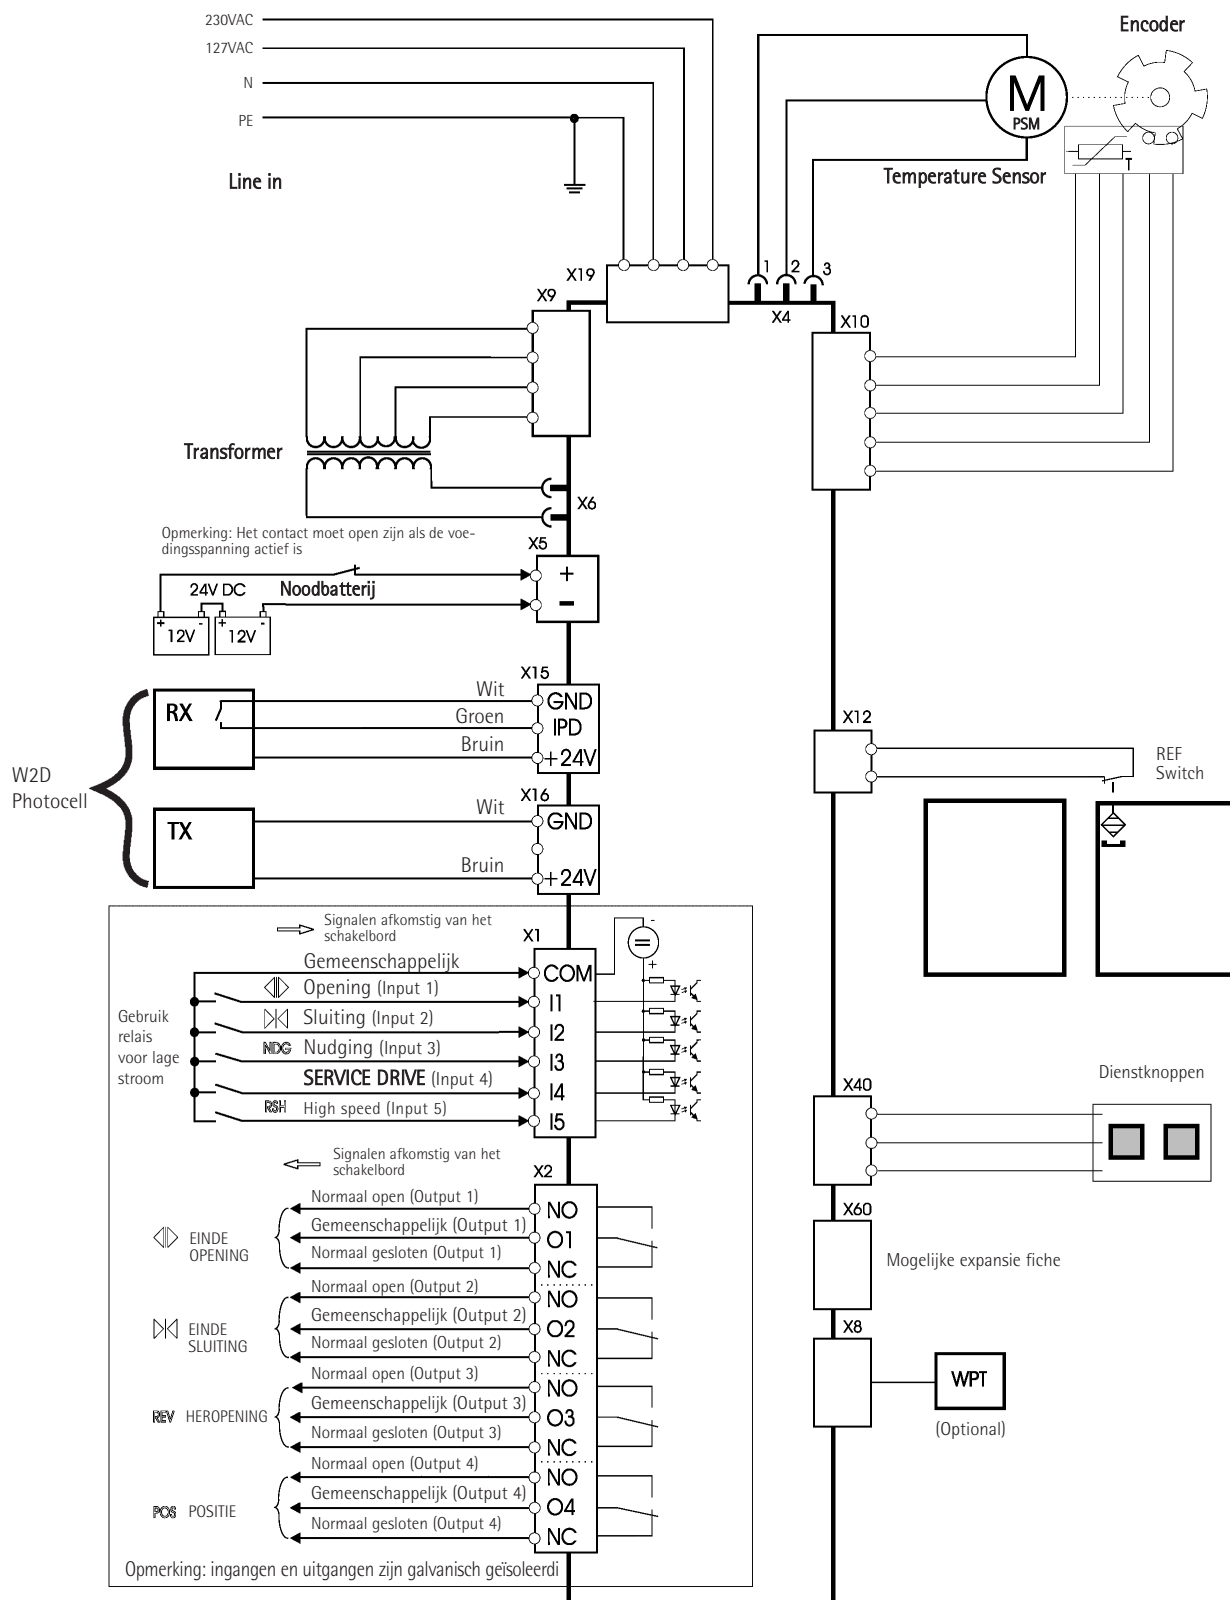 230VAC
127VAC
N
PE
Line in
Encoder
M
PSM
T
Temperature Sensor
X19
1
2
3
X4
X9
X10
Transformer
X6
Opmerking: Het contact moet open zijn als de voe-
dingsspanning actief is
X5
+
-
24V DC
Noodbatterij
+ -
12V
+ -
12V
X15
RX
Wit
GND
Groen
IPD
Bruin
+24V
W2D
Photocell
X16
TX
Wit
GND
Bruin
+24V
X12
REF
Switch
Signalen afkomstig van het
schakelbord
X1
-
=
+
Gemeenschappelijk
COM
Opening (Input 1)
I1
Sluiting (Input 2)
I2
NDG Nudging (Input 3)
I3
SERVICE DRIVE (Input 4)
I4
RSH High speed (Input 5)
I5
Gebruik
relais
voor lage
stroom
X40
Dienstknoppen
Signalen afkomstig van het
schakelbord
X2
Normaal open (Output 1)
NO
Gemeenschappelijk (Output 1)
O1
Normaal gesloten (Output 1)
NC
EINDE
OPENING
Normaal open (Output 2)
NO
Gemeenschappelijk (Output 2)
O2
Normaal gesloten (Output 2)
NC
EINDE
SLUITING
Normaal open (Output 3)
NO
Gemeenschappelijk (Output 3)
O3
Normaal gesloten (Output 3)
NC
REV HEROPENING
Normaal open (Output 4)
NO
Gemeenschappelijk (Output 4)
O4
Normaal gesloten (Output 4)
NC
POS POSITIE
X60
Mogelijke expansie fiche
X8
WPT
(Optional)
Opmerking: ingangen en uitgangen zijn galvanisch geïsoleerdi